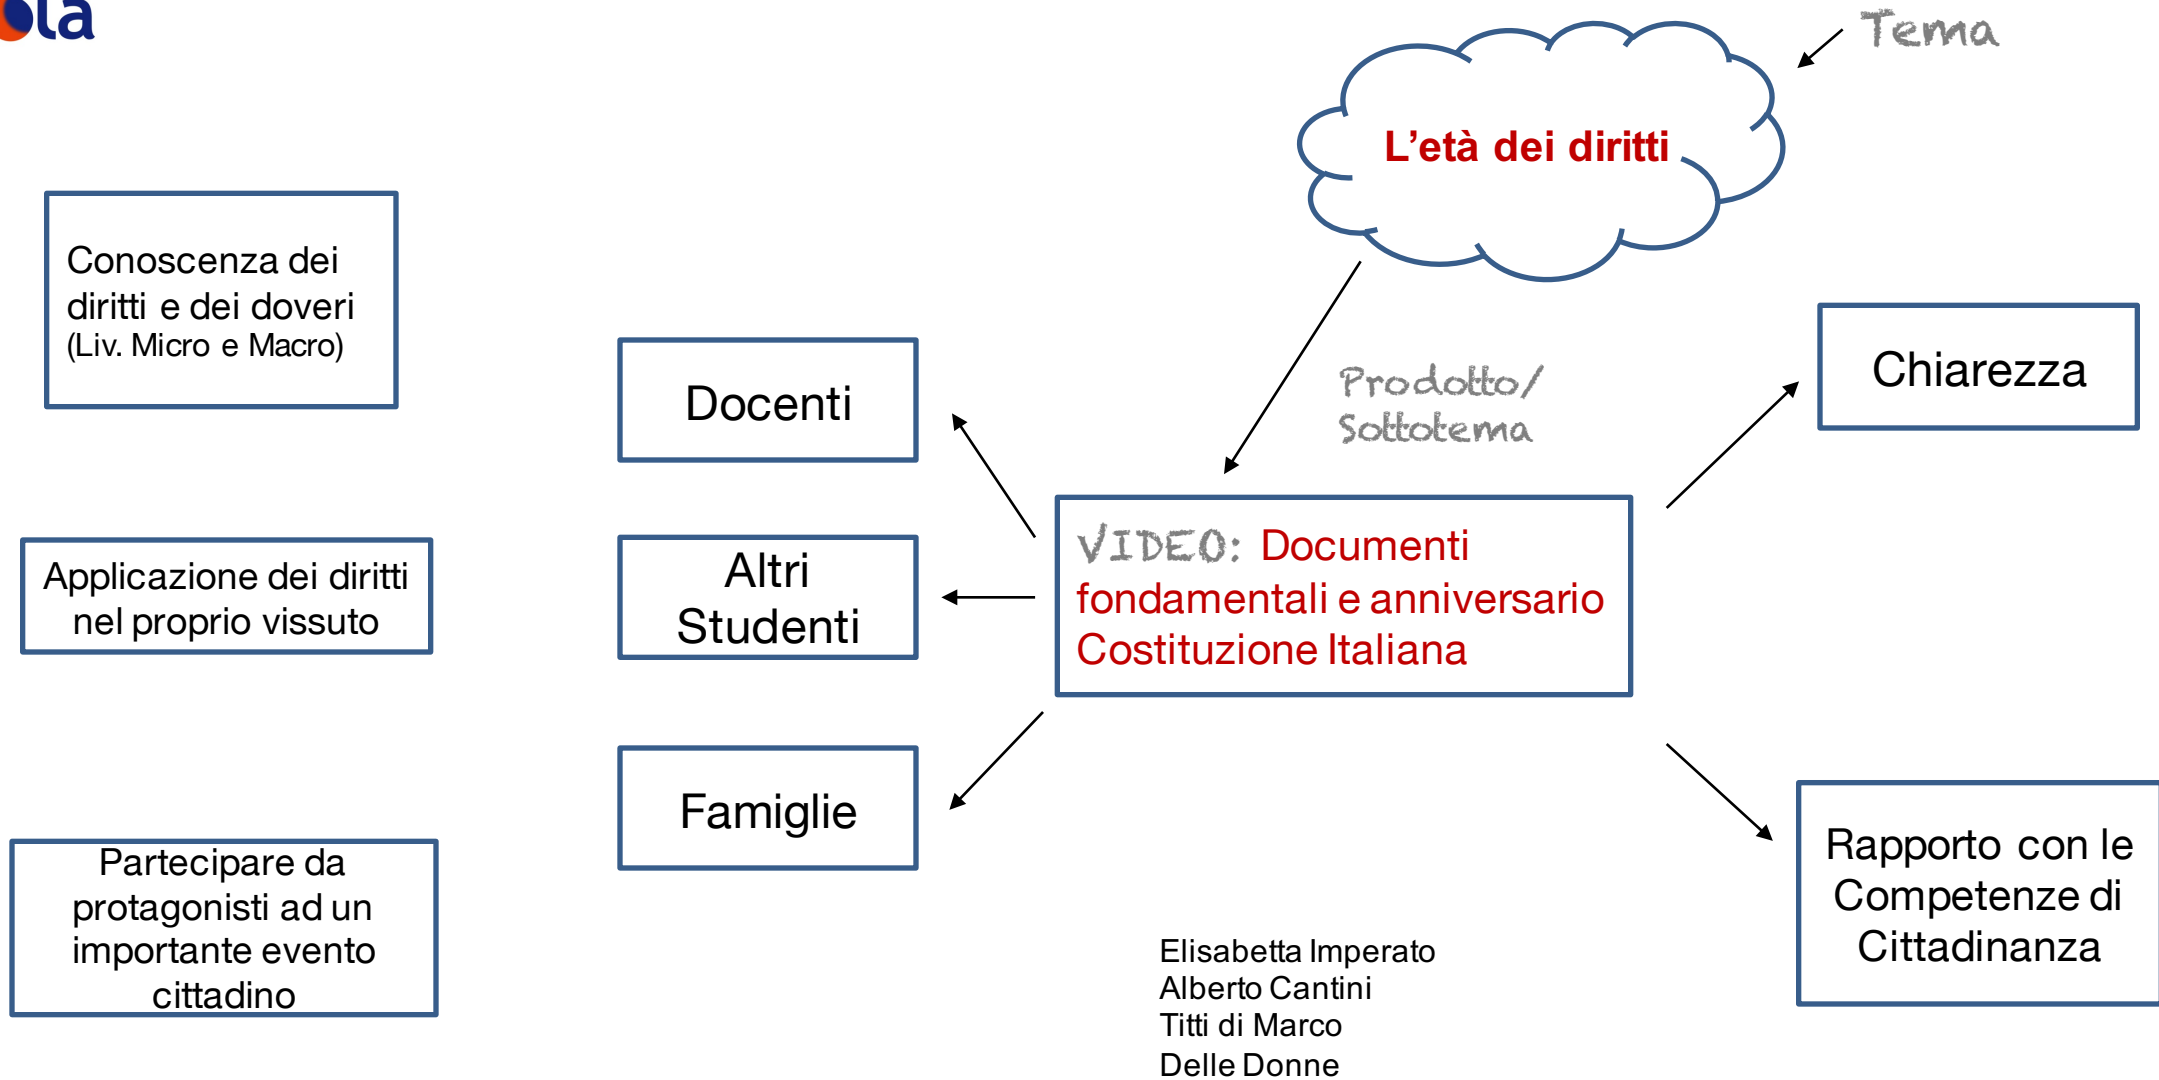 ola
Tema
L’età dei diritti
Conoscenza dei
diritti e dei doveri
(Liv. Micro e Macro)
Docenti
Prodotto/
Sottotema
Chiarezza
Applicazione dei diritti
nel proprio vissuto
Altri
Studenti
VIDEO: Documenti
fondamentali e anniversario
Costituzione Italiana
Famiglie
Partecipare da
protagonisti ad un
importante evento
cittadino
Rapporto con le
Competenze di
Cittadinanza
Elisabetta Imperato
Alberto Cantini
Titti di Marco
Delle Donne